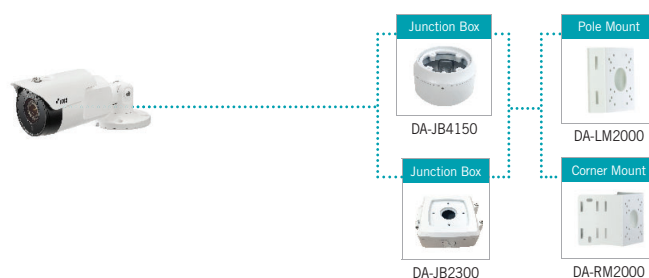 Junction Box
Pole Mount
DA-JB4150
DA-LM2000
Junction Box
Corner Mount
DA-JB2300
DA-RM2000